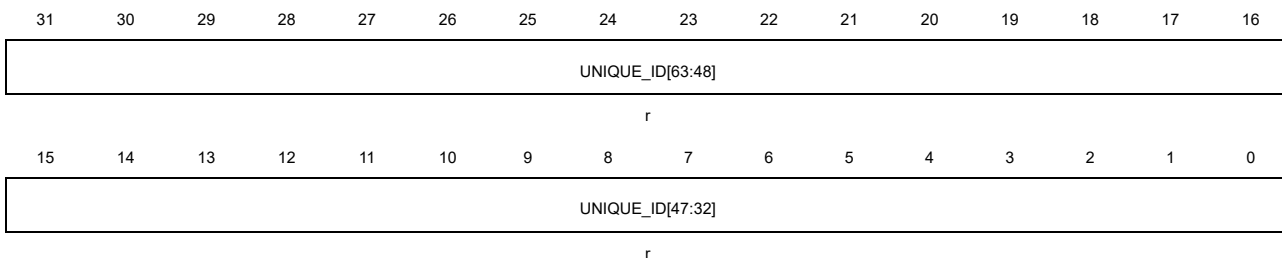 31 30 29 28 27 26 25 24 23 22 21 20 19 18 17 16
UNIQUE_ID[63:48]
r
15 14 13 12 11 10 9 8 7 6 5 4 3 2 1 0
UNIQUE_ID[47:32]
r